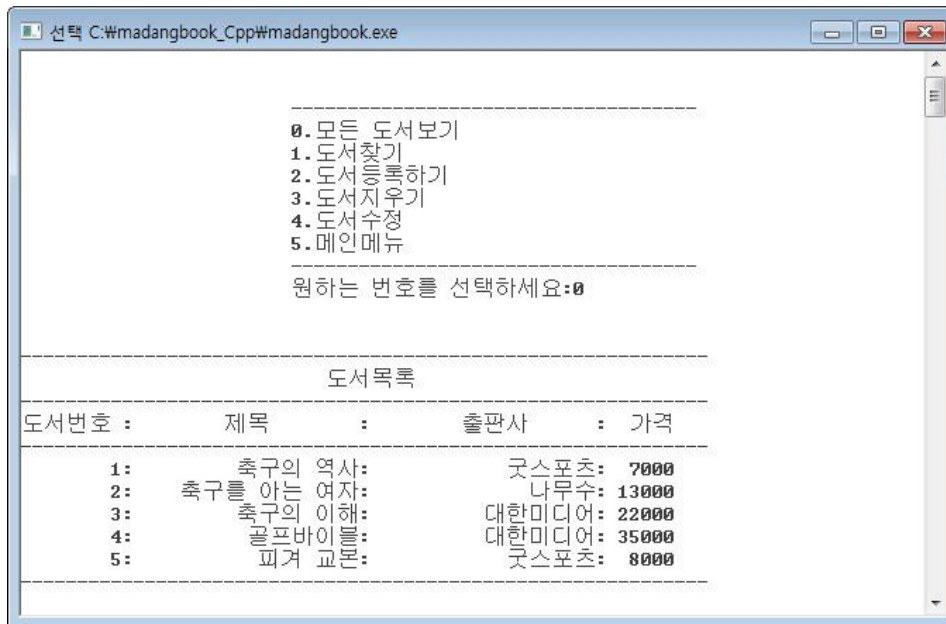 선택 C:₩madangbook_Cpp₩madangbook.exe
0.모든 도서보기
1.도서찾기
2.도서등록하기
3.도서지우기
4.도서수정
5.메인메뉴
원하는 번호를 선택하세요:0
도서목록
도서번호 : 제목 : 출판사 : 가격
1: 축구의 역사: 굿스포츠: 7000
2: 축구를 아는 여자: 나무수: 13000
3: 축구의 이해: 대한미디어: 22000
4: 골프바이블: 대한미디어: 35000
5: 피겨 교본: 굿스포츠: 8000